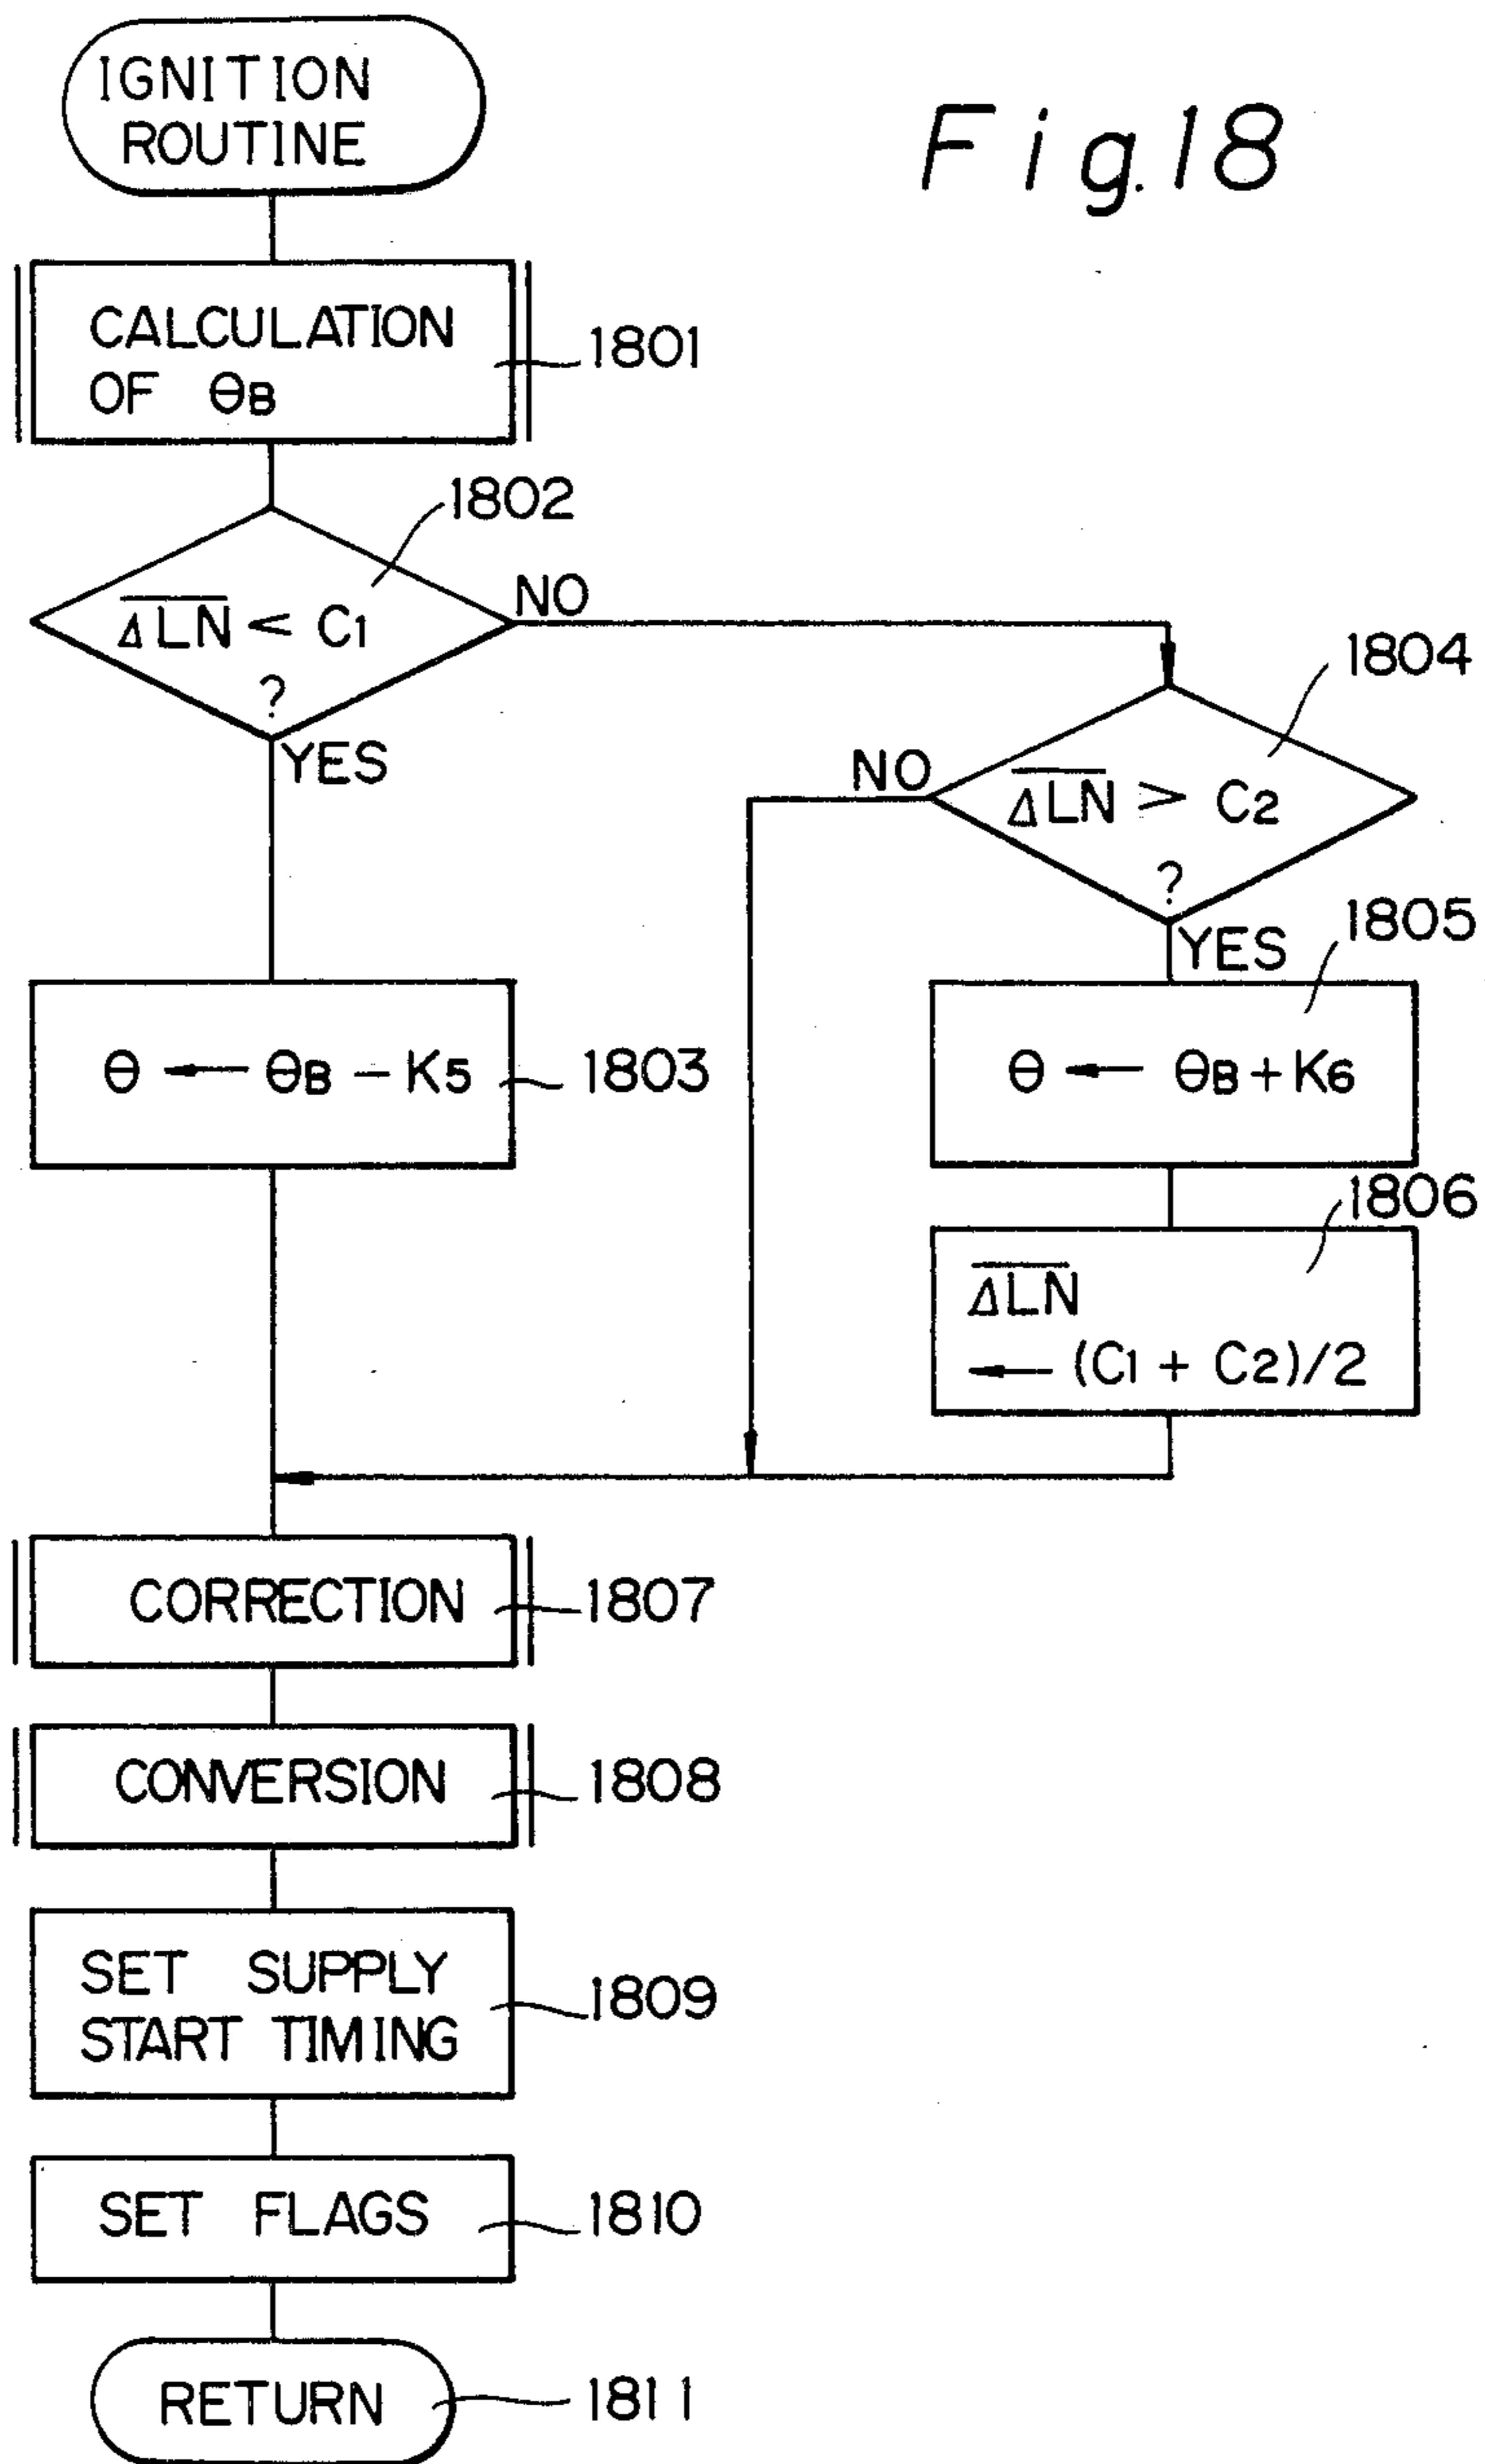 IGNITION
ROUTINE
Fig.18
CALCULATION
OF θB
1801
1802
ΔLN < C1
?
NO
YES
1804
ΔLN > C2
?
NO
YES
1805
θ ← θB − K5
1803
θ ← θB + K6
1806
ΔLN
← (C1 + C2)/2
CORRECTION
1807
CONVERSION
1808
SET SUPPLY
START TIMING
1809
SET FLAGS
1810
RETURN
1811